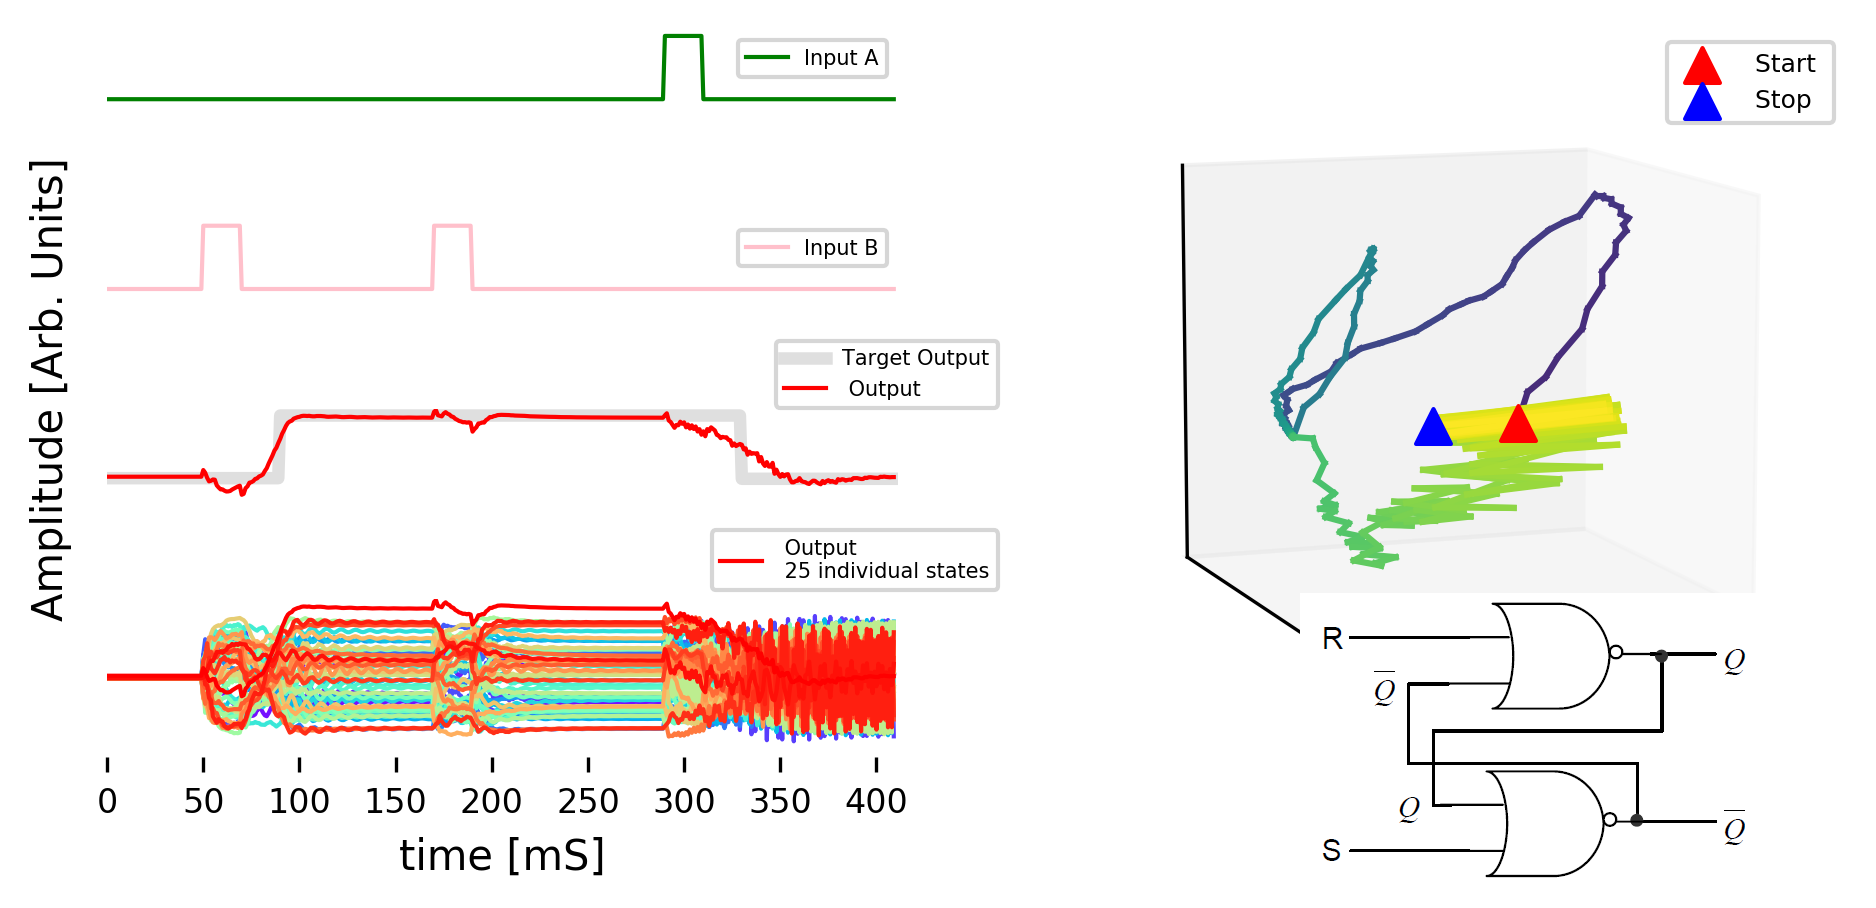 Input A
Input B
Target Output
Output
Output
25 individual states
Amplitude [Arb. Units]
0 50 100 150 200 250 300 350 400
time [mS]
Start
Stop
R
Q̅
Q
Q
S
Q̅